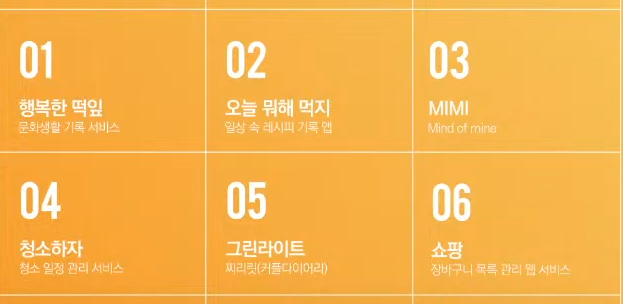 01
행복한 떡잎
문화생활 기록 서비스
02
오늘 뭐해 먹지
일상 속 레시피 기록 앱
03
MIMI
Mind of mine
04
청소하자
청소 일정 관리 서비스
05
그린라이트
찌리릿(커플다이어리)
06
쇼팡
장바구니 목록 관리 웹 서비스